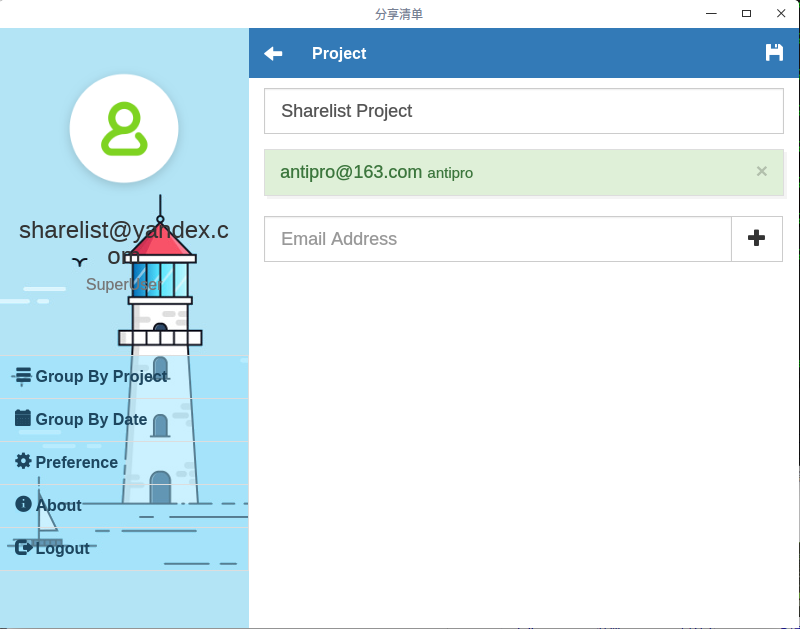 分享清单
sharelist@yandex.c
om
SuperUser
Group By Project
Group By Date
Preference
About
Logout
Project
Sharelist Project
antipro@163.com antipro
×
Email Address